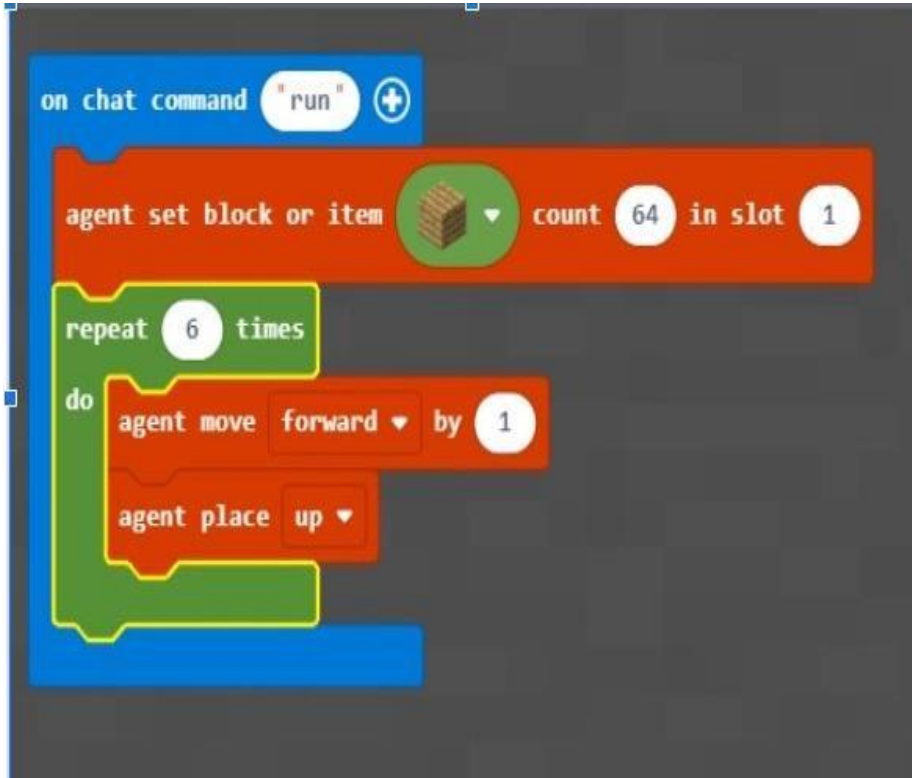 on chat command "run"
agent set block or item count 64 in slot 1
repeat 6 times
do
agent move forward by 1
agent place up